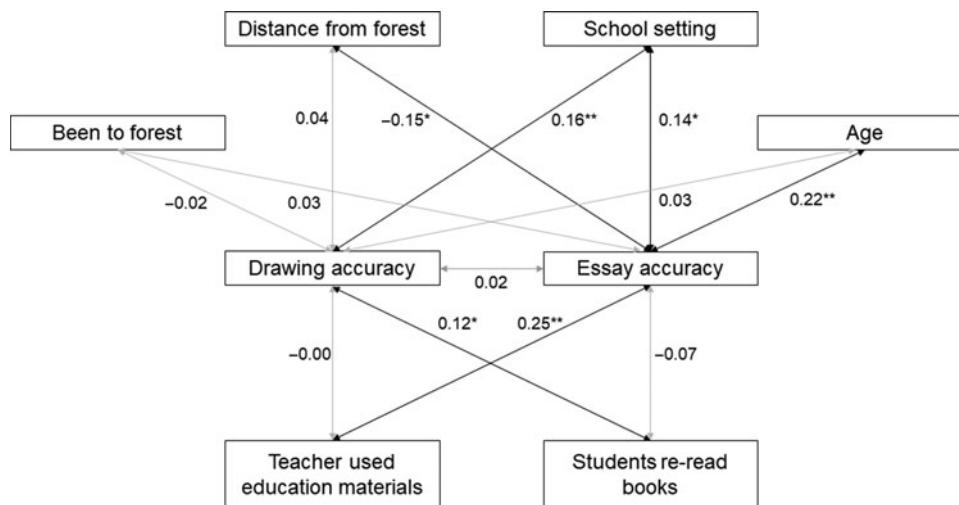 Distance from forest
School setting
0.04
−0.15*
0.16**
0.14*
Been to forest
Age
−0.02
0.03
0.03
0.22**
Drawing accuracy
0.02
Essay accuracy
0.12*
0.25**
−0.00
−0.07
Teacher used
education materials
Students re-read
books